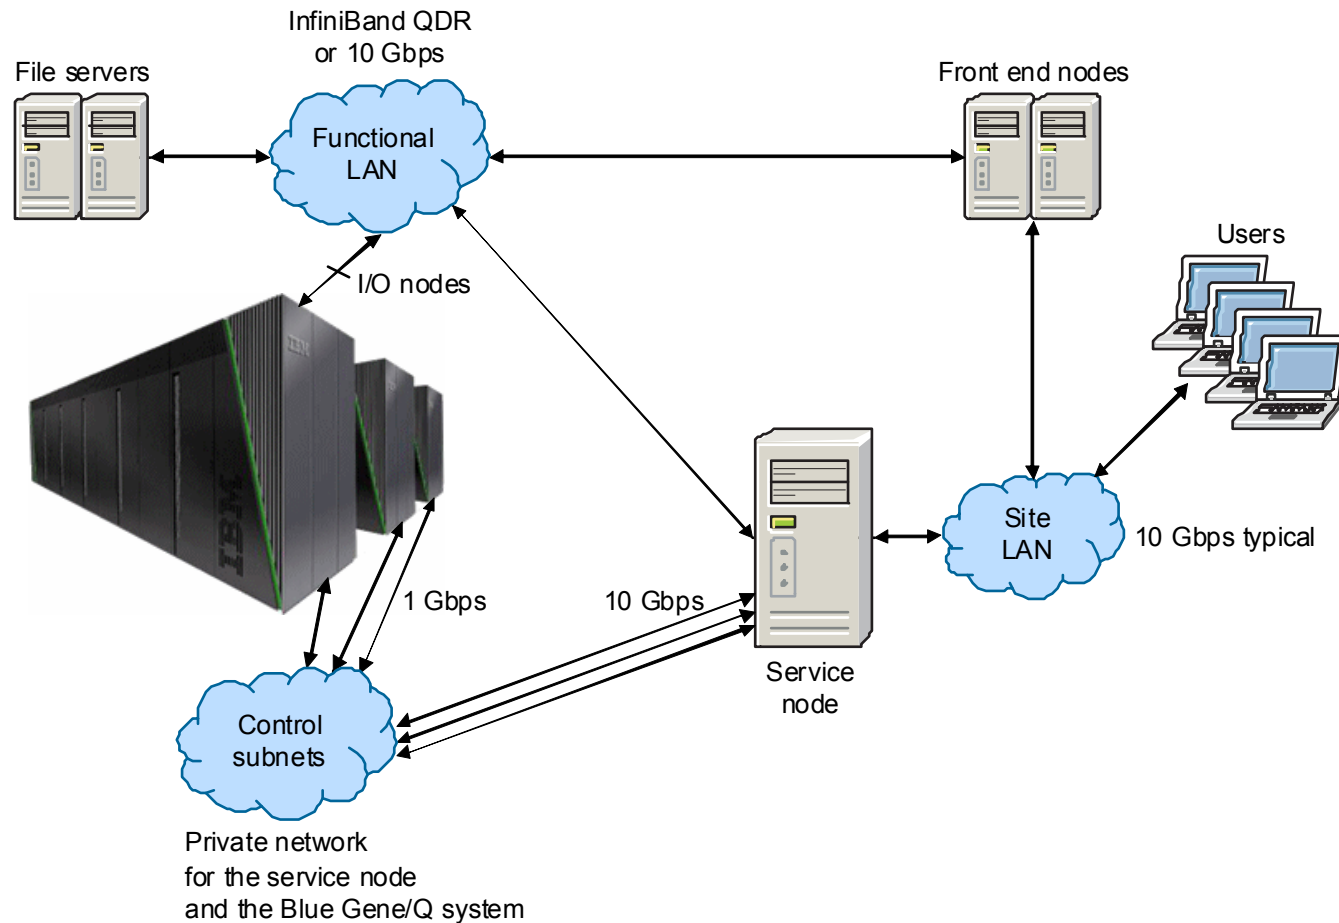 InfiniBand QDR
or 10 Gbps
File servers
Front end nodes
Functional
LAN
Users
I/O nodes
IBM
IBM
1 Gbps
10 Gbps
Site
LAN
10 Gbps typical
Service
node
Control
subnets
Private network
for the service node
and the Blue Gene/Q system